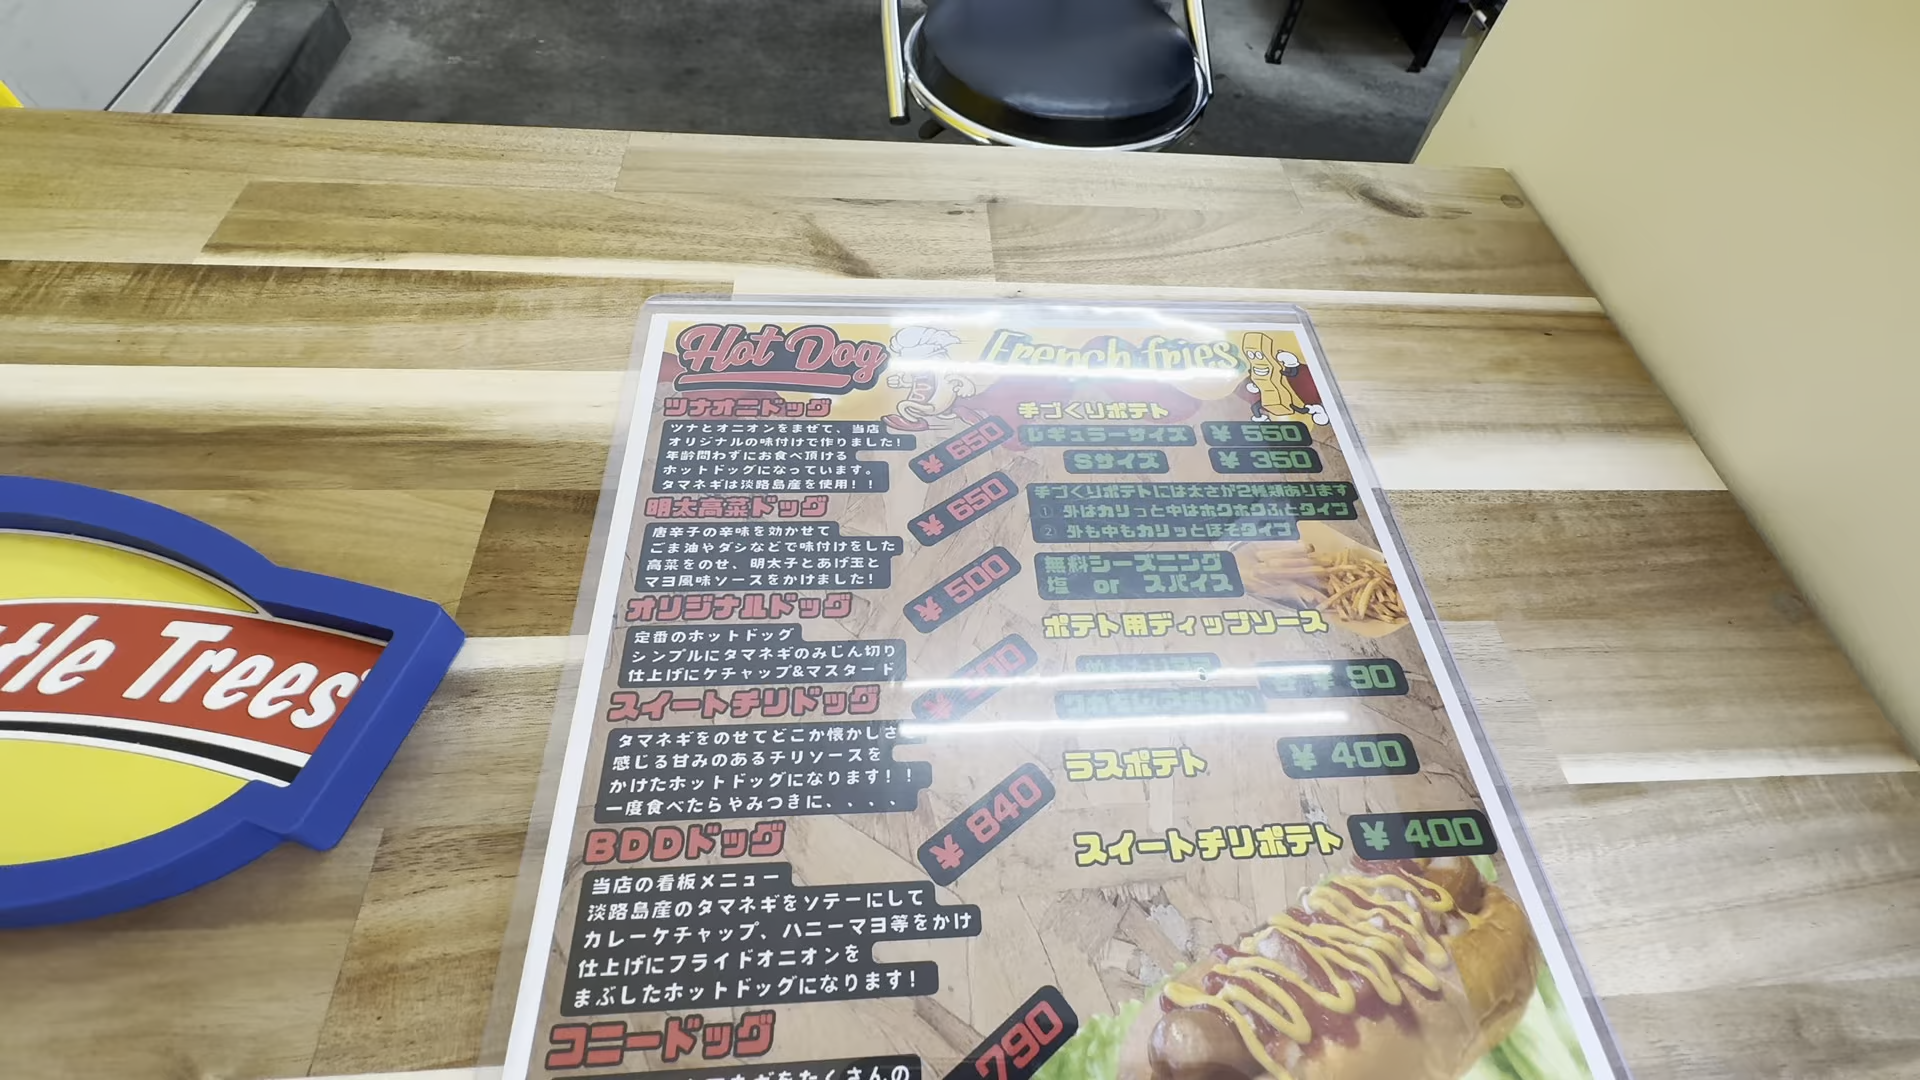 Hot Dog
ツナオニドッグ
ツナとオニオンをまぜて、当店
オリジナルの味付けで作りました!
年齢問わずにお食べ頂ける
ホットドッグになっています。
タマネギは淡路島産を使用!!
¥650
明太高菜ドッグ
唐辛子の辛味を効かせて
ごま油やダシなどで味付けをした
高菜をのせ、明太子とあげ玉と
マヨ風味ソースをかけました!
¥650
オリジナルドッグ
定番のホットドッグ
シンプルにタマネギのみじん切り
仕上げにケチャップ&マスタード
¥500
スイートチリドッグ
タマネギをのせてどこか懐かしさ
感じる甘みのあるチリソースを
かけたホットドッグになります!!
一度食べたらやみつきに、、、、
BDDドッグ
当店の看板メニュー
淡路島産のタマネギをソテーにして
カレーケチャップ、ハニーマヨ等をかけ
仕上げにフライドオニオンを
まぶしたホットドッグになります!
¥840
コニードッグ
790
French fries
手づくりポテト
レギュラーサイズ ¥550
Sサイズ ¥350
手づくりポテトには太さが2種類あります
① 外はカリっと中はホクホクふとタイプ
② 外も中もカリッとほそタイプ
無料シーズニング
塩 or スパイス
ポテト用ディップソース
¥90
ラスポテト ¥400
スイートチリポテト ¥400
tle Trees